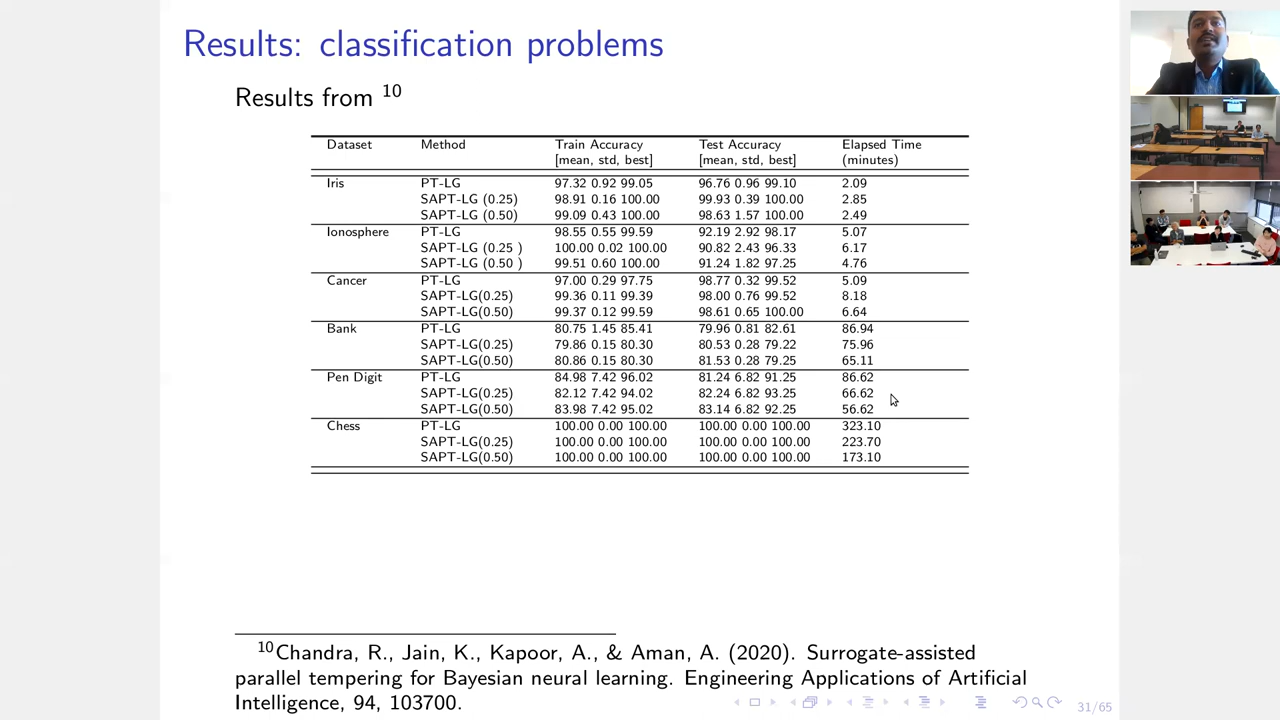 Results: classification problems
Results from 10
Dataset Method Train Accuracy Test Accuracy Elapsed Time
[mean, std, best] [mean, std, best] (minutes)
Iris PT-LG 97.32 0.92 99.05 96.76 0.96 99.10 2.09
SAPT-LG (0.25) 98.91 0.16 100.00 99.93 0.39 100.00 2.85
SAPT-LG (0.50) 99.09 0.43 100.00 98.63 1.57 100.00 2.49
Ionosphere PT-LG 98.55 0.55 99.59 92.19 2.92 98.17 5.07
SAPT-LG (0.25 ) 100.00 0.02 100.00 90.82 2.43 96.33 6.17
SAPT-LG (0.50 ) 99.51 0.60 100.00 91.24 1.82 97.25 4.76
Cancer PT-LG 97.00 0.29 97.75 98.77 0.32 99.52 5.09
SAPT-LG(0.25) 99.36 0.11 99.39 98.00 0.76 99.52 8.18
SAPT-LG(0.50) 99.37 0.12 99.59 98.61 0.65 100.00 6.64
Bank PT-LG 80.75 1.45 85.41 79.96 0.81 82.61 86.94
SAPT-LG(0.25) 79.86 0.15 80.30 80.53 0.28 79.22 75.96
SAPT-LG(0.50) 80.86 0.15 80.30 81.53 0.28 79.25 65.11
Pen Digit PT-LG 84.98 7.42 96.02 81.24 6.82 91.25 86.62
SAPT-LG(0.25) 82.12 7.42 94.02 82.24 6.82 93.25 66.62
SAPT-LG(0.50) 83.98 7.42 95.02 83.14 6.82 92.25 56.62
Chess PT-LG 100.00 0.00 100.00 100.00 0.00 100.00 323.10
SAPT-LG(0.25) 100.00 0.00 100.00 100.00 0.00 100.00 223.70
SAPT-LG(0.50) 100.00 0.00 100.00 100.00 0.00 100.00 173.10
10Chandra, R., Jain, K., Kapoor, A., & Aman, A. (2020). Surrogate-assisted
parallel tempering for Bayesian neural learning. Engineering Applications of Artificial
Intelligence, 94, 103700.
31/65